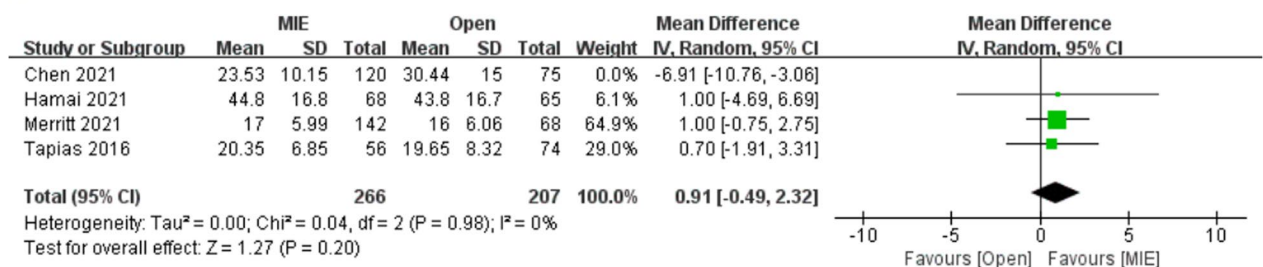 MIE Open Mean Difference Mean Difference
Study or Subgroup Mean SD Total Mean SD Total Weight IV, Random, 95% CI IV, Random, 95% CI
Chen 2021 23.53 10.15 120 30.44 15 75 0.0% -6.91 [-10.76, -3.06]
Hamai 2021 44.8 16.8 68 43.8 16.7 65 6.1% 1.00 [-4.69, 6.69]
Merritt 2021 17 5.99 142 16 6.06 68 64.9% 1.00 [-0.75, 2.75]
Tapias 2016 20.35 6.85 56 19.65 8.32 74 29.0% 0.70 [-1.91, 3.31]
Total (95% CI) 266 207 100.0% 0.91 [-0.49, 2.32]
Heterogeneity: Tau² = 0.00; Chi² = 0.04, df = 2 (P = 0.98); I² = 0%
Test for overall effect: Z = 1.27 (P = 0.20)
-10 -5 0 5 10
Favours [Open] Favours [MIE]